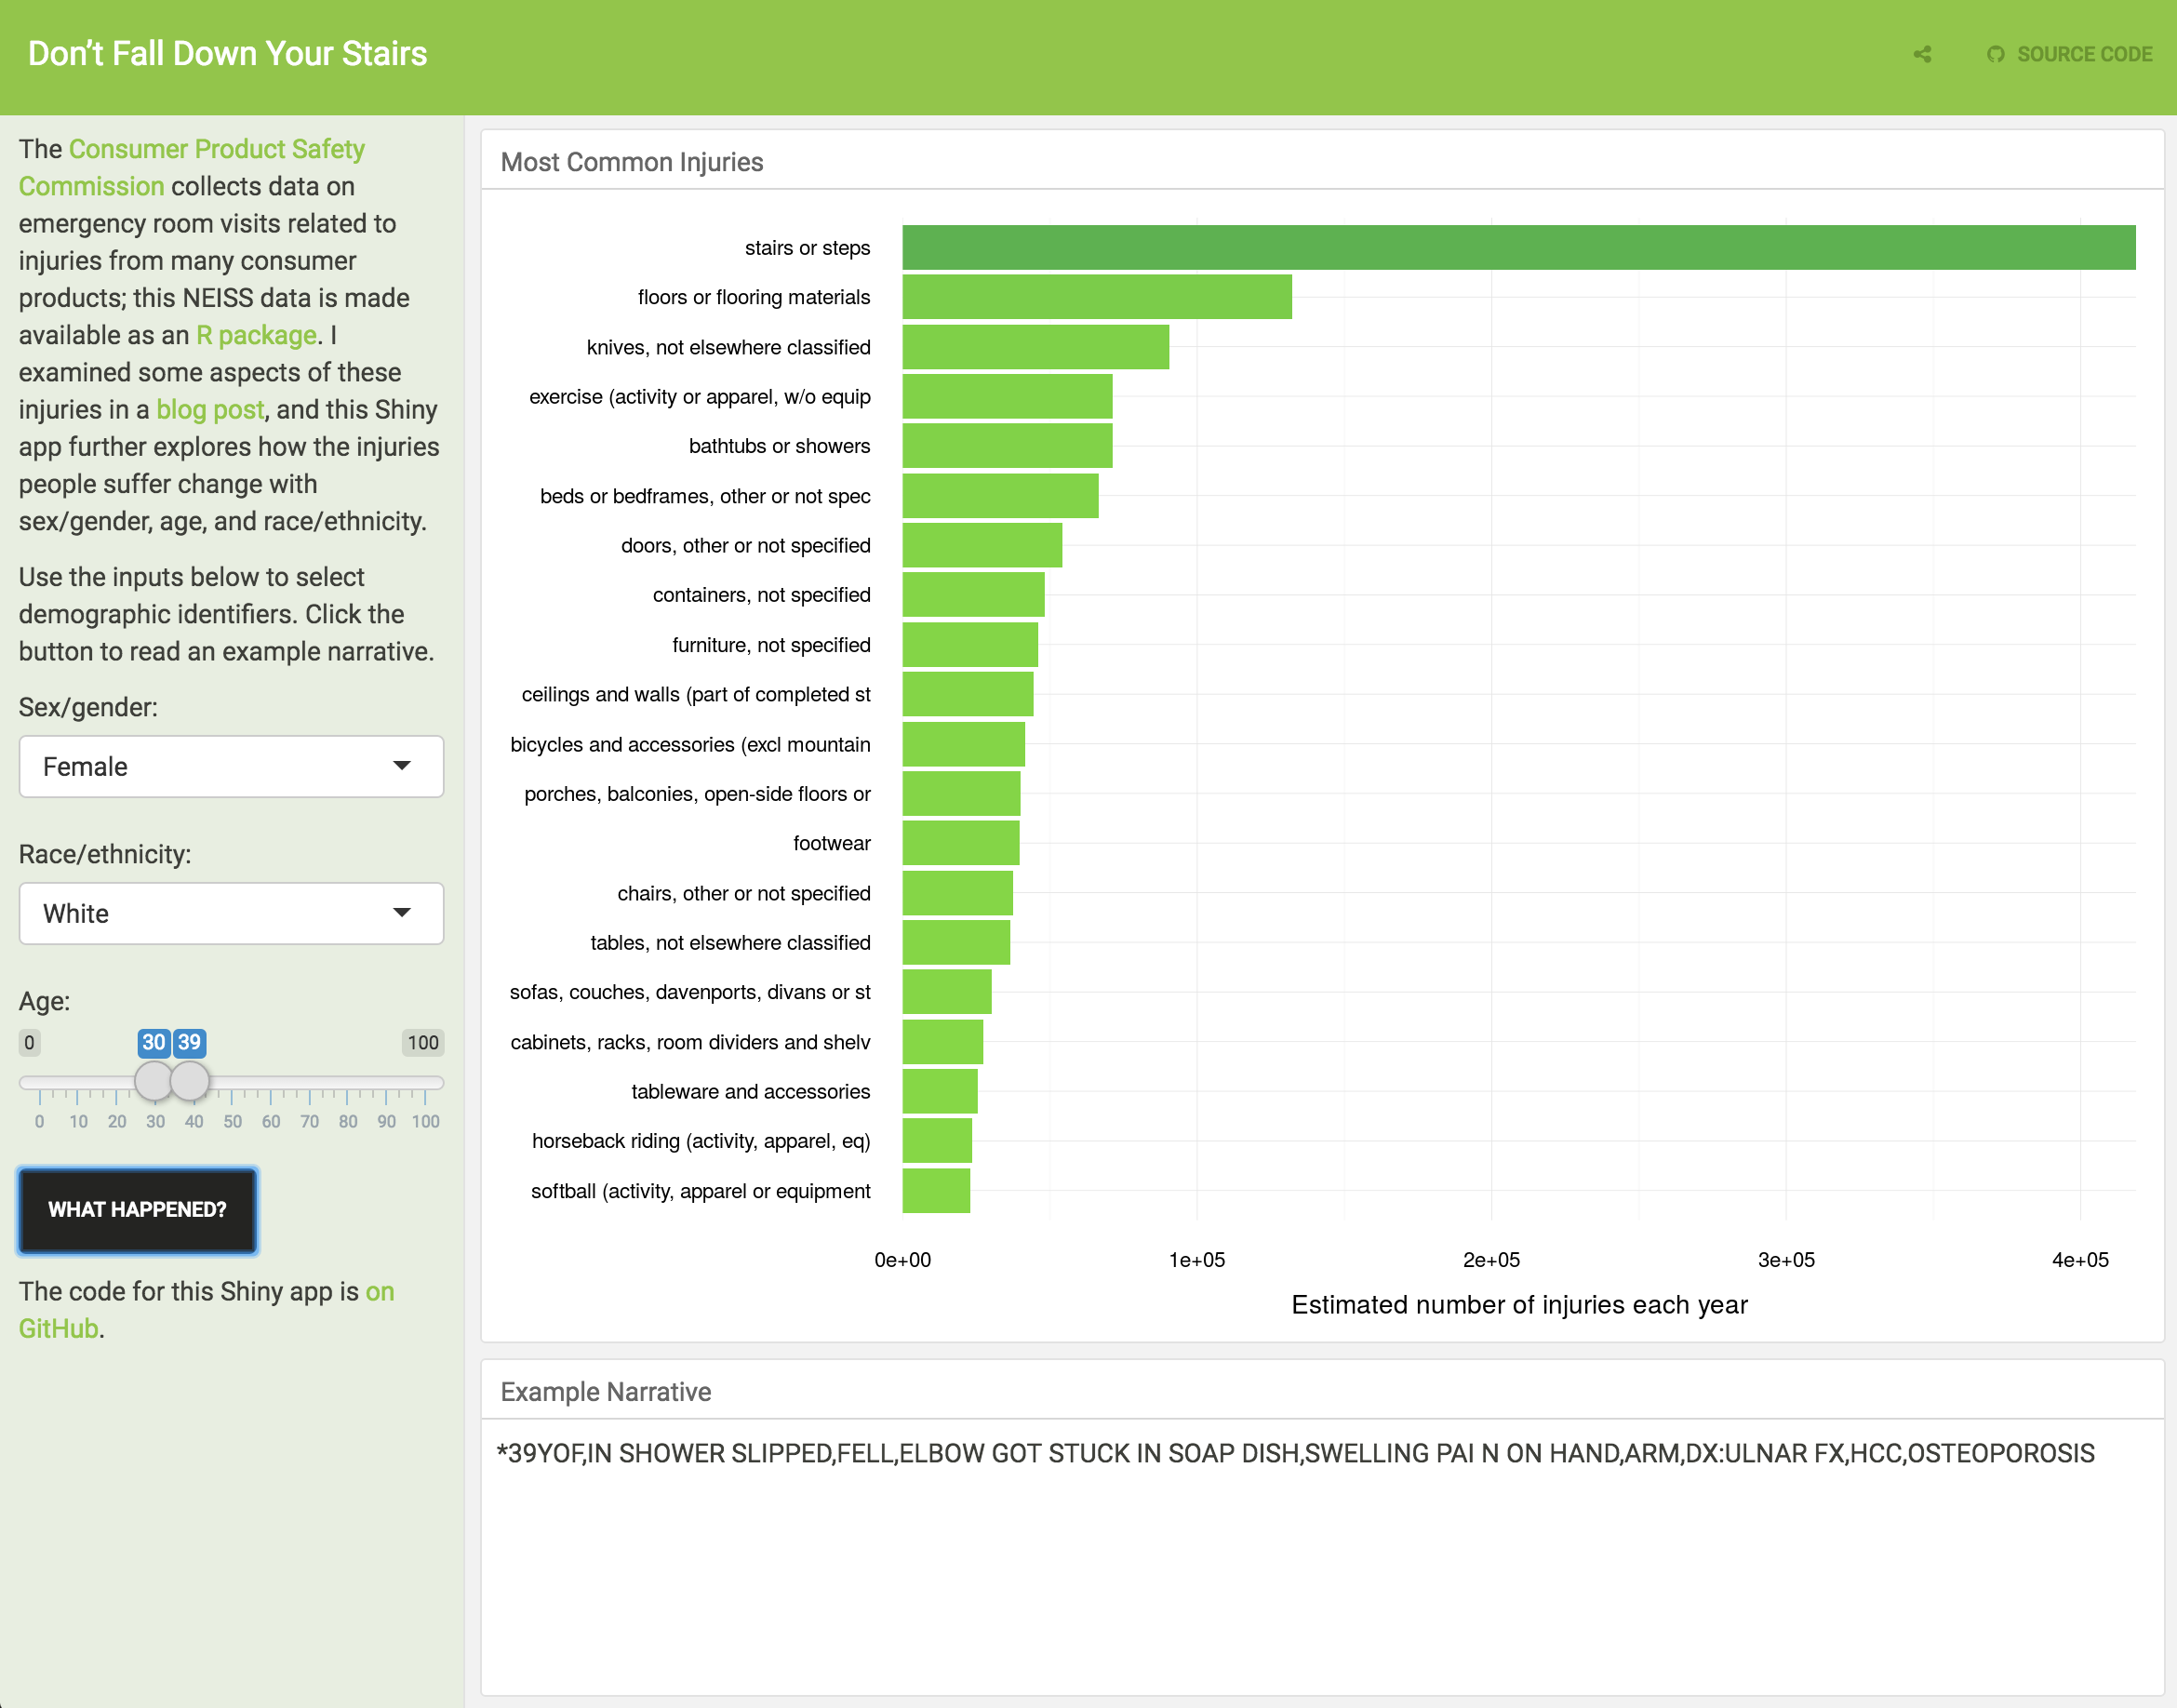 Don’t Fall Down Your Stairs
SOURCE CODE
The Consumer Product Safety
Commission collects data on
emergency room visits related to
injuries from many consumer
products; this NEISS data is made
available as an R package. I
examined some aspects of these
injuries in a blog post, and this Shiny
app further explores how the injuries
people suffer change with
sex/gender, age, and race/ethnicity.
Use the inputs below to select
demographic identifiers. Click the
button to read an example narrative.
Sex/gender:
Female
Race/ethnicity:
White
Age:
0 30 39 100
0 10 20 30 40 50 60 70 80 90 100
WHAT HAPPENED?
The code for this Shiny app is on
GitHub.
Most Common Injuries
stairs or steps
floors or flooring materials
knives, not elsewhere classified
exercise (activity or apparel, w/o equip
bathtubs or showers
beds or bedframes, other or not spec
doors, other or not specified
containers, not specified
furniture, not specified
ceilings and walls (part of completed st
bicycles and accessories (excl mountain
porches, balconies, open-side floors or
footwear
chairs, other or not specified
tables, not elsewhere classified
sofas, couches, davenports, divans or st
cabinets, racks, room dividers and shelv
tableware and accessories
horseback riding (activity, apparel, eq)
softball (activity, apparel or equipment
0e+00 1e+05 2e+05 3e+05 4e+05
Estimated number of injuries each year
Example Narrative
*39YOF,IN SHOWER SLIPPED,FELL,ELBOW GOT STUCK IN SOAP DISH,SWELLING PAI N ON HAND,ARM,DX:ULNAR FX,HCC,OSTEOPOROSIS